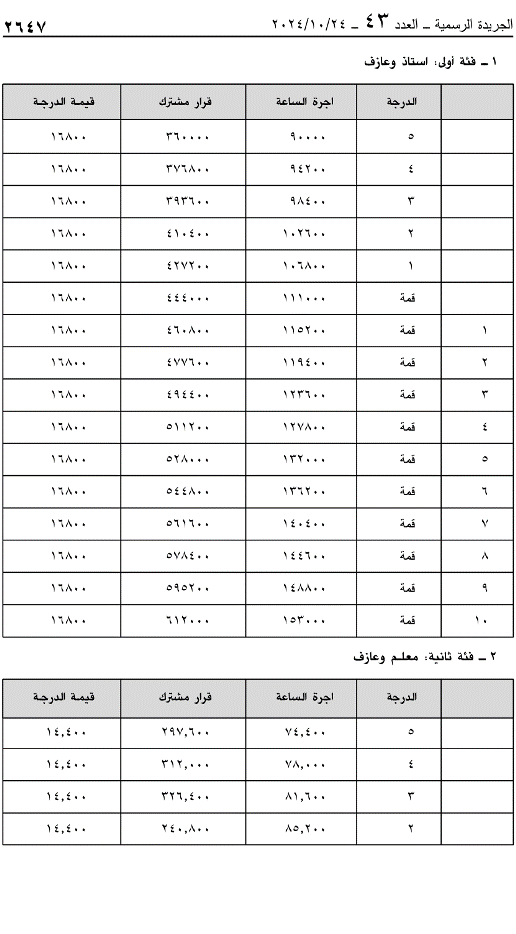 الجريدة الرسمية ــ العدد ٤٣ ــ ٢٠٢٤/١٠/٢٤ ٢٦٤٧
١ ــ فئة أولى: استاذ وعازف
الدرجة اجرة الساعة قرار مشترك قيمة الدرجة
٥ ٩٠٠٠٠ ٣٦٠٠٠٠ ١٦٨٠٠
٤ ٩٤٢٠٠ ٣٧٦٨٠٠ ١٦٨٠٠
٣ ٩٨٤٠٠ ٣٩٣٦٠٠ ١٦٨٠٠
٢ ١٠٢٦٠٠ ٤١٠٤٠٠ ١٦٨٠٠
١ ١٠٦٨٠٠ ٤٢٧٢٠٠ ١٦٨٠٠
قمة ١١١٠٠٠ ٤٤٤٠٠٠ ١٦٨٠٠
١ قمة ١١٥٢٠٠ ٤٦٠٨٠٠ ١٦٨٠٠
٢ قمة ١١٩٤٠٠ ٤٧٧٦٠٠ ١٦٨٠٠
٣ قمة ١٢٣٦٠٠ ٤٩٤٤٠٠ ١٦٨٠٠
٤ قمة ١٢٧٨٠٠ ٥١١٢٠٠ ١٦٨٠٠
٥ قمة ١٣٢٠٠٠ ٥٢٨٠٠٠ ١٦٨٠٠
٦ قمة ١٣٦٢٠٠ ٥٤٤٨٠٠ ١٦٨٠٠
٧ قمة ١٤٠٤٠٠ ٥٦١٦٠٠ ١٦٨٠٠
٨ قمة ١٤٤٦٠٠ ٥٧٨٤٠٠ ١٦٨٠٠
٩ قمة ١٤٨٨٠٠ ٥٩٥٢٠٠ ١٦٨٠٠
١٠ قمة ١٥٣٠٠٠ ٦١٢٠٠٠ ١٦٨٠٠
٢ ــ فئة ثانية: معلم وعازف
الدرجة اجرة الساعة قرار مشترك قيمة الدرجة
٥ ٧٤,٤٠٠ ٢٩٧,٦٠٠ ١٤,٤٠٠
٤ ٧٨,٠٠٠ ٣١٢,٠٠٠ ١٤,٤٠٠
٣ ٨١,٦٠٠ ٣٢٦,٤٠٠ ١٤,٤٠٠
٢ ٨٥,٢٠٠ ٢٤٠,٨٠٠ ١٤,٤٠٠